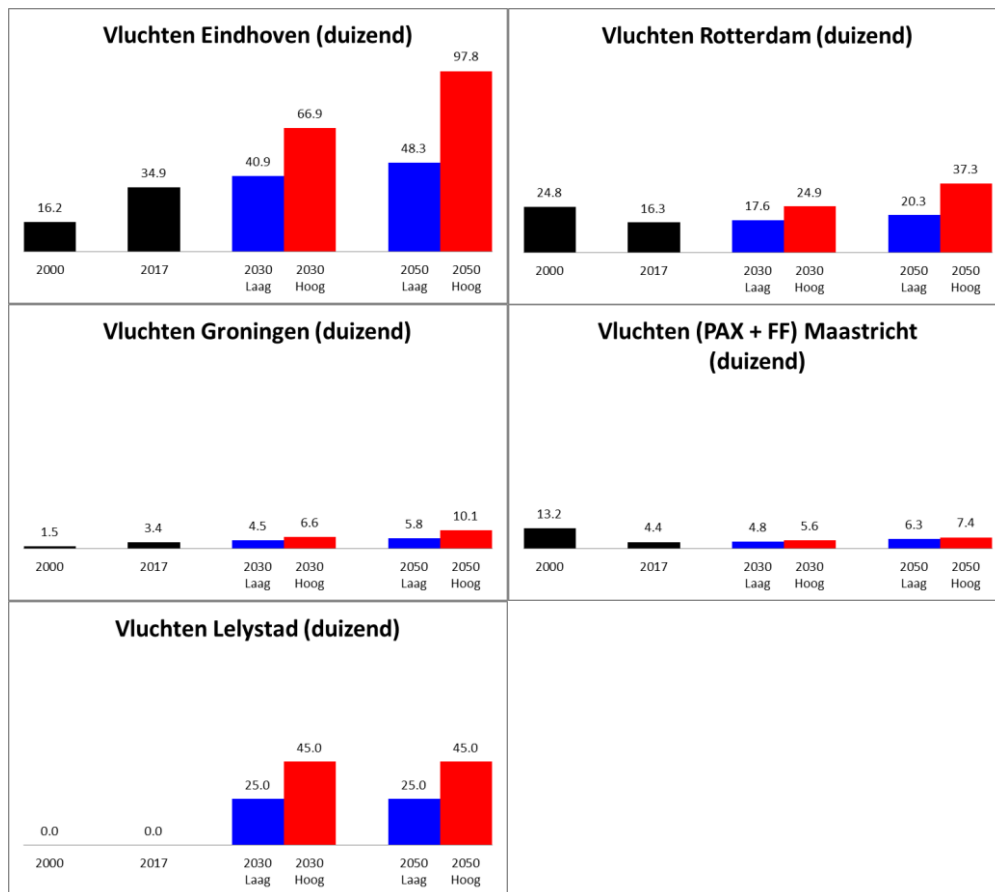 Vluchten Eindhoven (duizend)
97.8
66.9
48.3
40.9
34.9
16.2
2000 2017 2030 2030 2050 2050
Laag Hoog Laag Hoog
Vluchten Rotterdam (duizend)
37.3
24.8 24.9
20.3
16.3 17.6
2000 2017 2030 2030 2050 2050
Laag Hoog Laag Hoog
Vluchten Groningen (duizend)
10.1
6.6
5.8
4.5
3.4
1.5
2000 2017 2030 2030 2050 2050
Laag Hoog Laag Hoog
Vluchten (PAX + FF) Maastricht
(duizend)
13.2
7.4
6.3
5.6
4.4 4.8
2000 2017 2030 2030 2050 2050
Laag Hoog Laag Hoog
Vluchten Lelystad (duizend)
45.0 45.0
25.0 25.0
0.0 0.0
2000 2017 2030 2030 2050 2050
Laag Hoog Laag Hoog